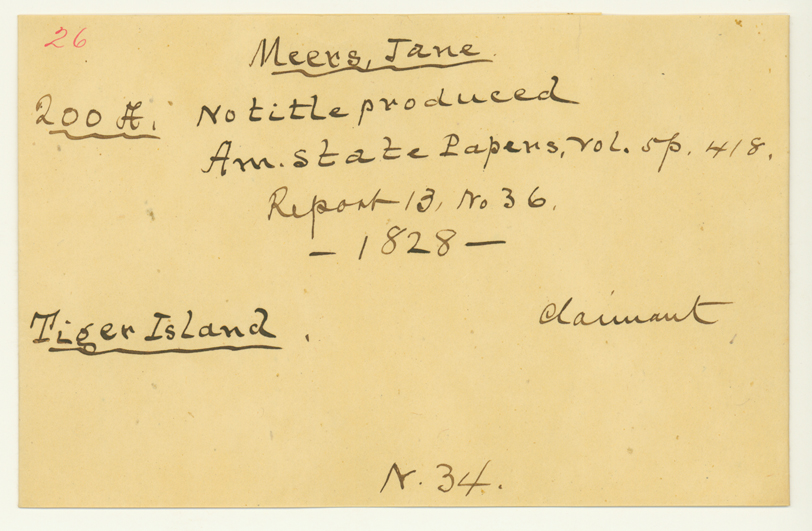 26
Meers, Jane.
200 A. No title produced
Am. State Papers, Vol. 5 p. 418.
Report 13, No 36.
- 1828 -
Tiger Island. Claimant
N. 34.